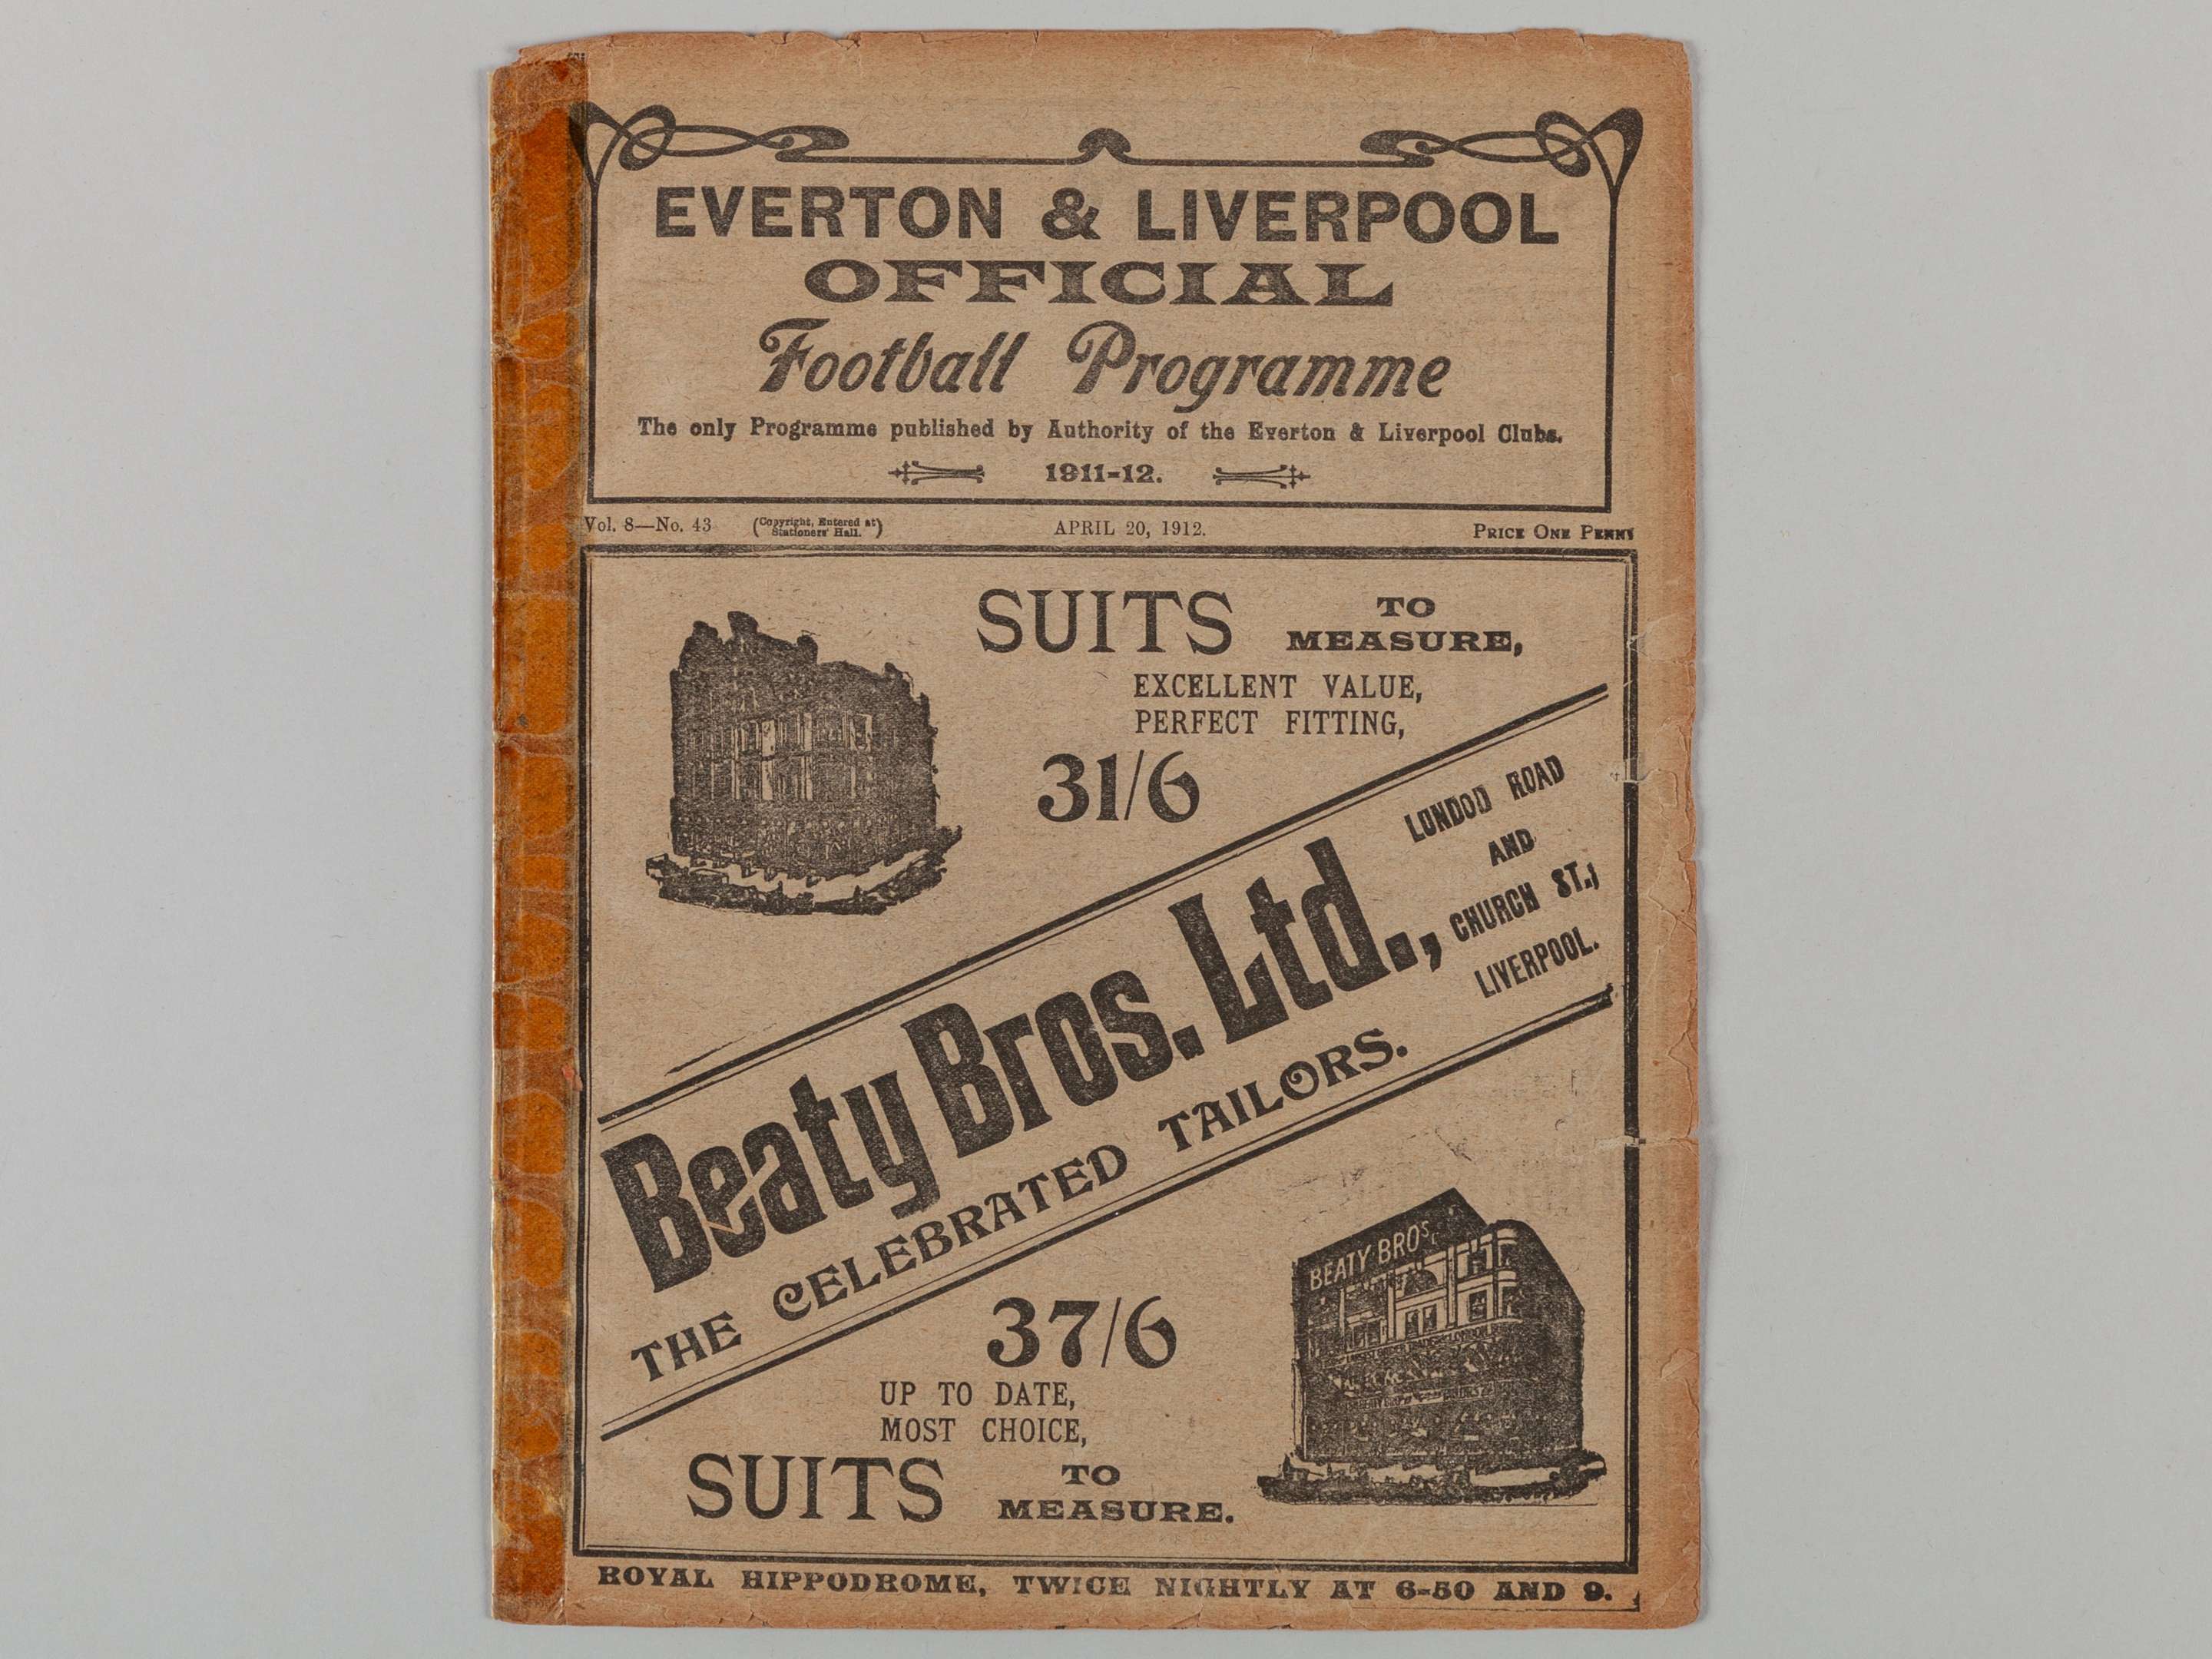 EVERTON & LIVERPOOL
OFFICIAL
Football Programme
The only Programme published by Authority of the Everton & Liverpool Clubs.
1911-12.
Vol. 8—No. 43 (Copyright, Entered at Stationers' Hall.) APRIL 20, 1912. PRICE ONE PENNY
SUITS TO MEASURE,
EXCELLENT VALUE,
PERFECT FITTING,
31/6
LONDOD ROAD
AND
CHURCH ST.,
LIVERPOOL.
Beaty Bros. Ltd.,
THE CELEBRATED TAILORS.
37/6
UP TO DATE,
MOST CHOICE,
SUITS TO MEASURE.
BEATY BROS.
ROYAL HIPPODROME, TWICE NIGHTLY AT 6-50 AND 9.